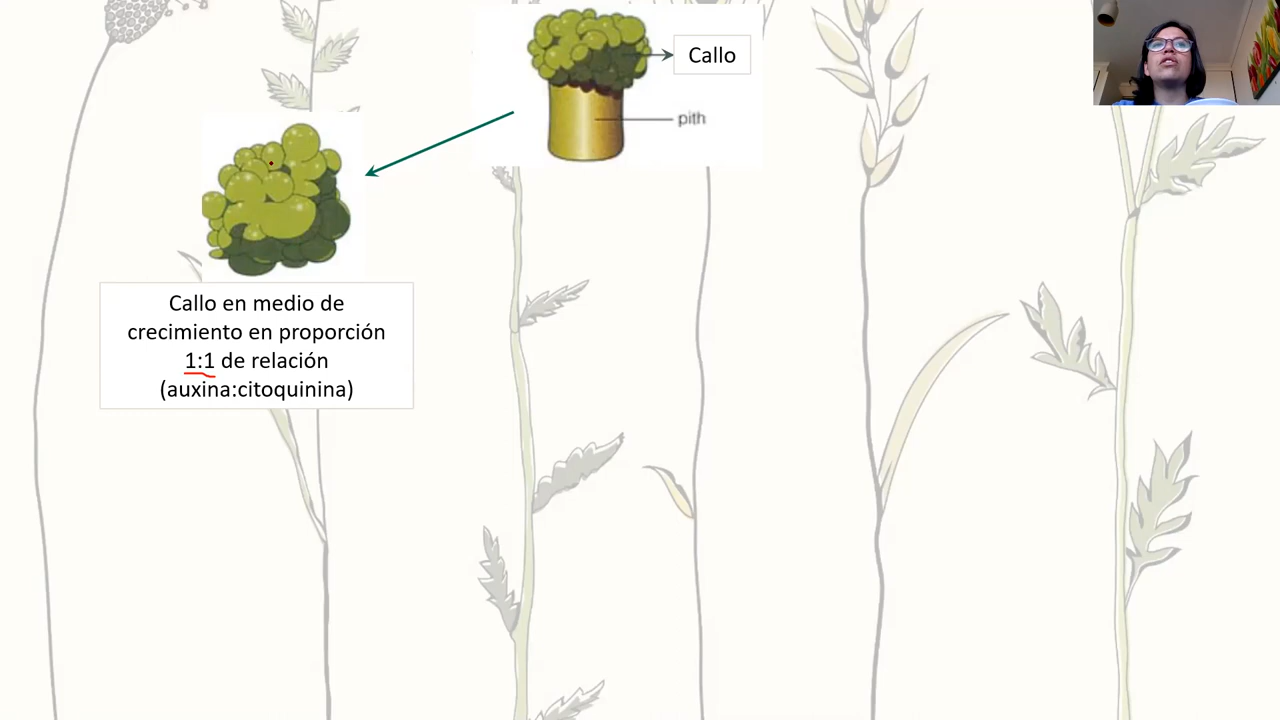 Callo
pith
Callo en medio de
crecimiento en proporción
1:1 de relación
(auxina:citoquinina)